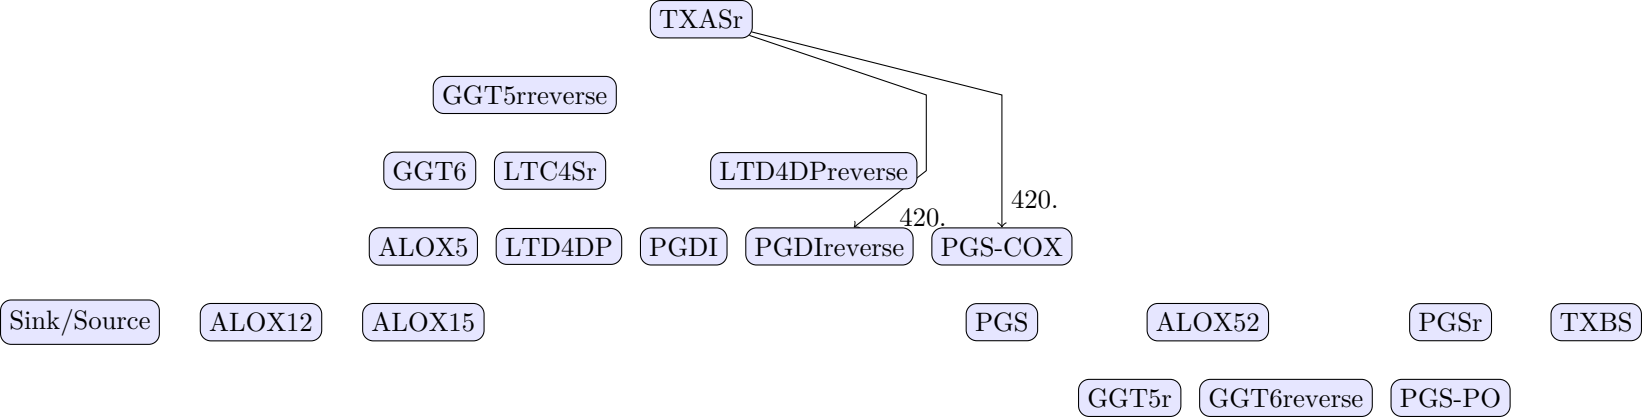 TXASr
GGT5rreverse
GGT6 LTC4Sr LTD4DPreverse
420.
420.
ALOX5 LTD4DP PGDI PGDIreverse PGS-COX
Sink/Source ALOX12 ALOX15 PGS ALOX52 PGSr TXBS
GGT5r GGT6reverse PGS-PO